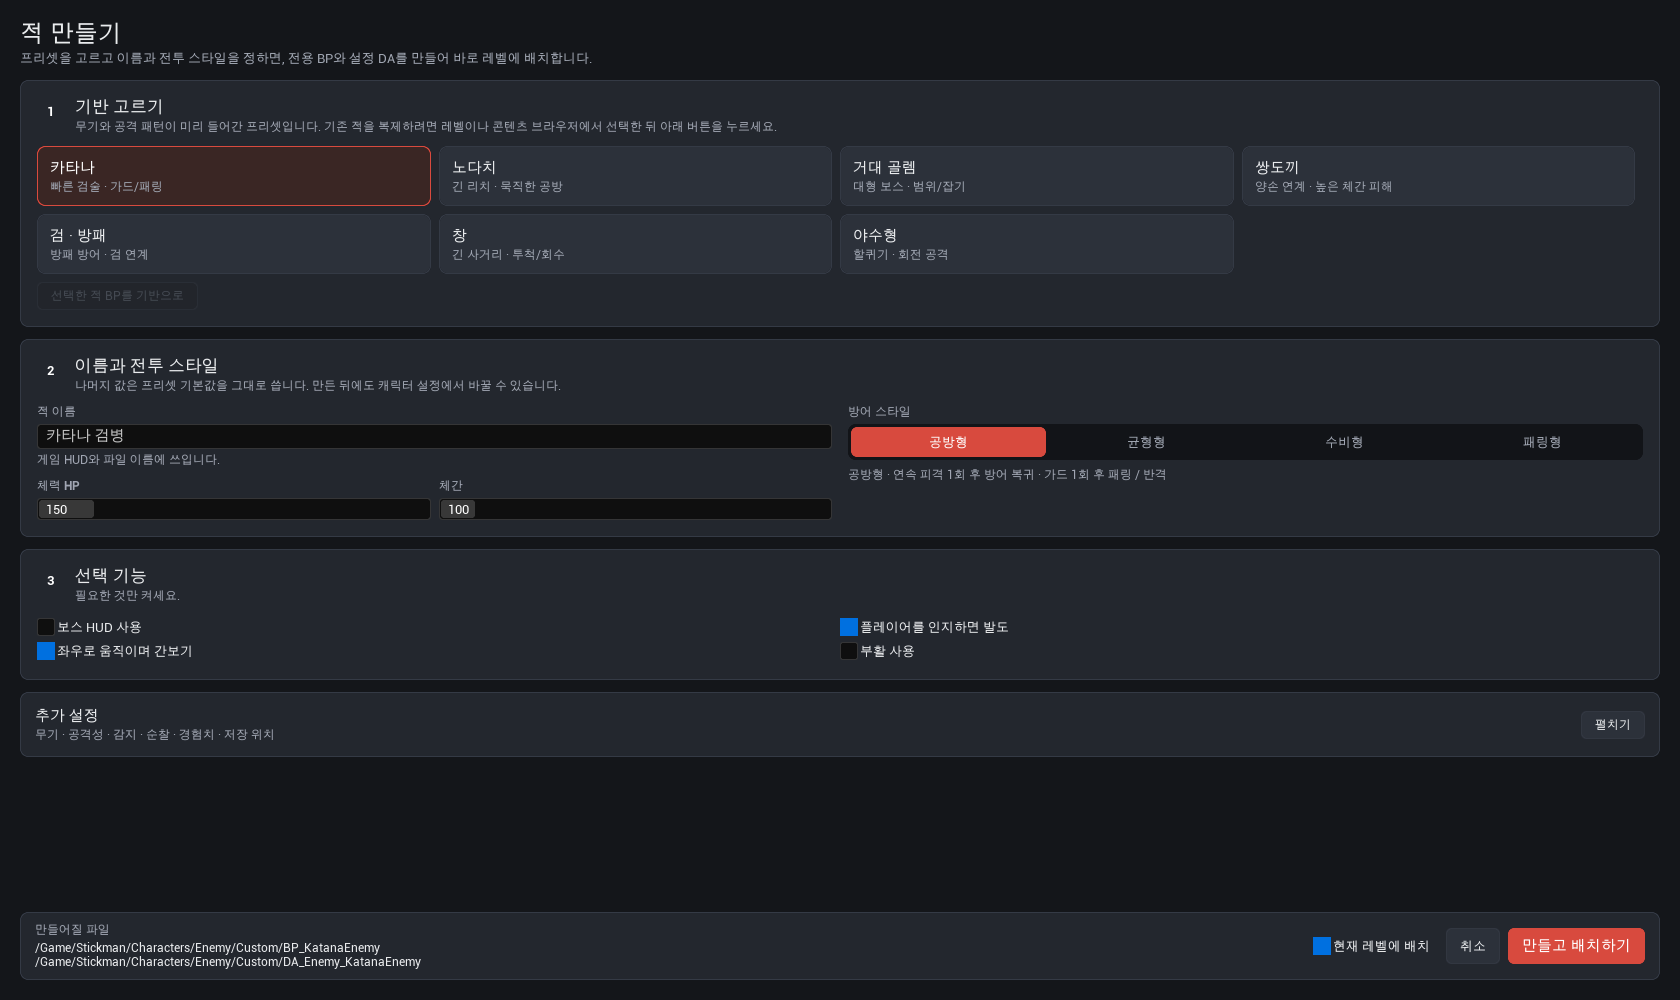 적 만들기
프리셋을 고르고 이름과 전투 스타일을 정하면, 전용 BP와 설정 DA를 만들어 바로 레벨에 배치합니다.
1
기반 고르기
무기와 공격 패턴이 미리 들어간 프리셋입니다. 기존 적을 복제하려면 레벨이나 콘텐츠 브라우저에서 선택한 뒤 아래 버튼을 누르세요.
카타나
빠른 검술 · 가드/패링
노다치
긴 리치 · 묵직한 공방
거대 골렘
대형 보스 · 범위/잡기
쌍도끼
양손 연계 · 높은 체간 피해
검 · 방패
방패 방어 · 검 연계
창
긴 사거리 · 투척/회수
야수형
할퀴기 · 회전 공격
선택한 적 BP를 기반으로
2
이름과 전투 스타일
나머지 값은 프리셋 기본값을 그대로 씁니다. 만든 뒤에도 캐릭터 설정에서 바꿀 수 있습니다.
적 이름
카타나 검병
게임 HUD와 파일 이름에 쓰입니다.
체력 HP
150
체간
100
방어 스타일
공방형
균형형
수비형
패링형
공방형 · 연속 피격 1회 후 방어 복귀 · 가드 1회 후 패링 / 반격
3
선택 기능
필요한 것만 켜세요.
보스 HUD 사용
플레이어를 인지하면 발도
좌우로 움직이며 간보기
부활 사용
추가 설정
무기 · 공격성 · 감지 · 순찰 · 경험치 · 저장 위치
펼치기
만들어질 파일
/Game/Stickman/Characters/Enemy/Custom/BP_KatanaEnemy
/Game/Stickman/Characters/Enemy/Custom/DA_Enemy_KatanaEnemy
현재 레벨에 배치
취소
만들고 배치하기